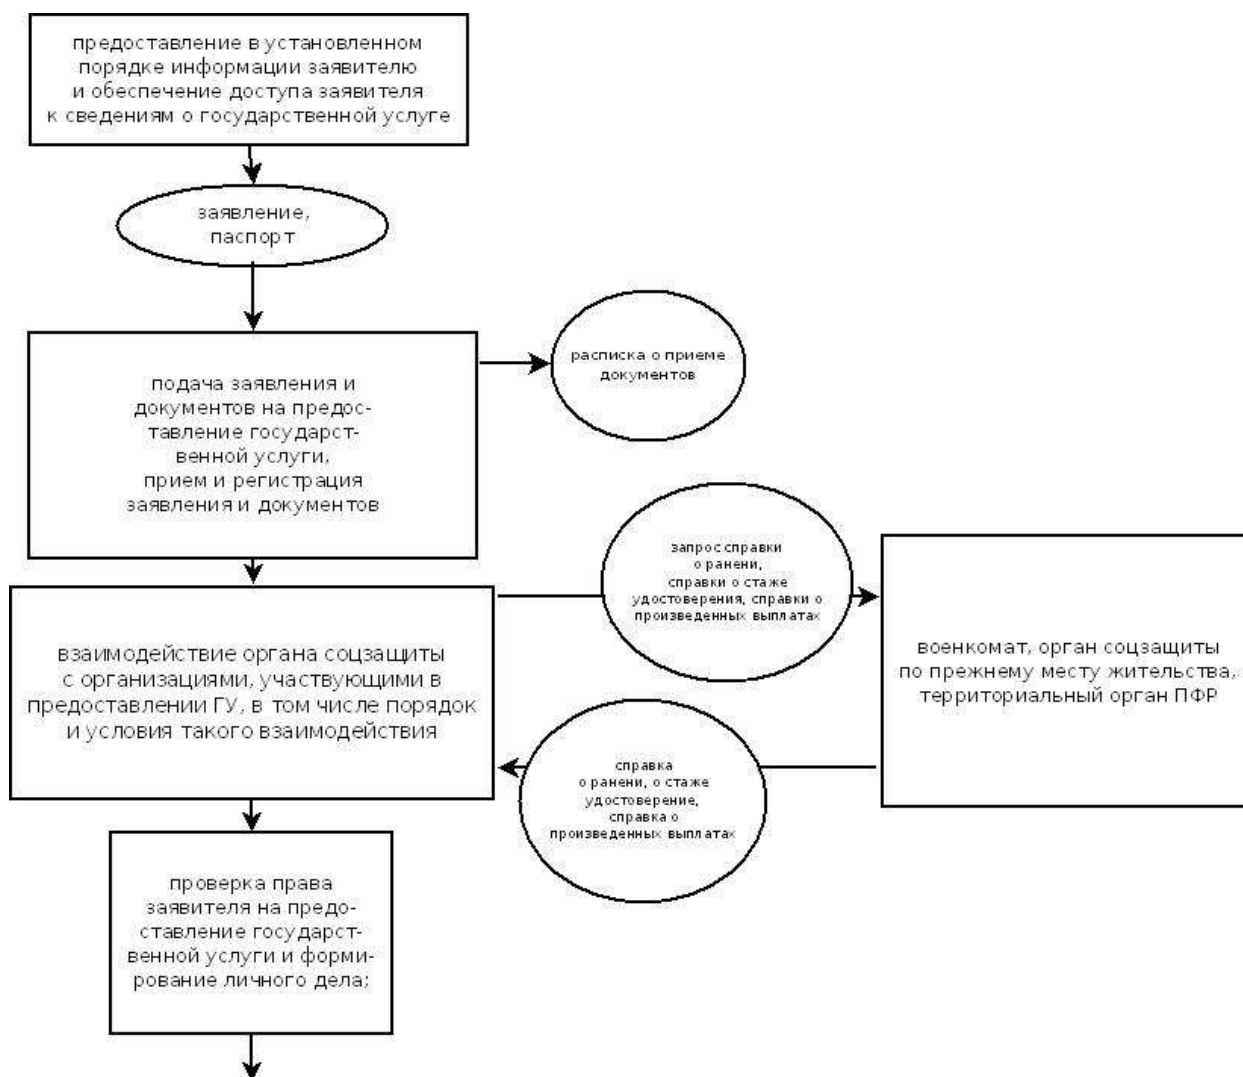 предоставление в установленном
порядке информации заявителю
и обеспечение доступа заявителя
к сведениям о государственной услуге
заявление,
паспорт
подача заявления и
документов на предос-
тавление государст-
венной услуги,
прием и регистрация
заявления и документов
расписка о приеме
документов
запрос справки
о ранени,
справки о стаже
удостоверения, справки о
произведенных выплатах
взаимодействие органа соцзащиты
с организациями, участвующими в
предоставлении ГУ, в том числе порядок
и условия такого взаимодействия
военкомат, орган соцзащиты
по прежнему месту жительства,
территориальный орган ПФР
справка
о ранени, о стаже
удостоверение,
справка о
произведенных выплатах
проверка права
заявителя на предо-
ставление государст-
венной услуги и форми-
рование личного дела;